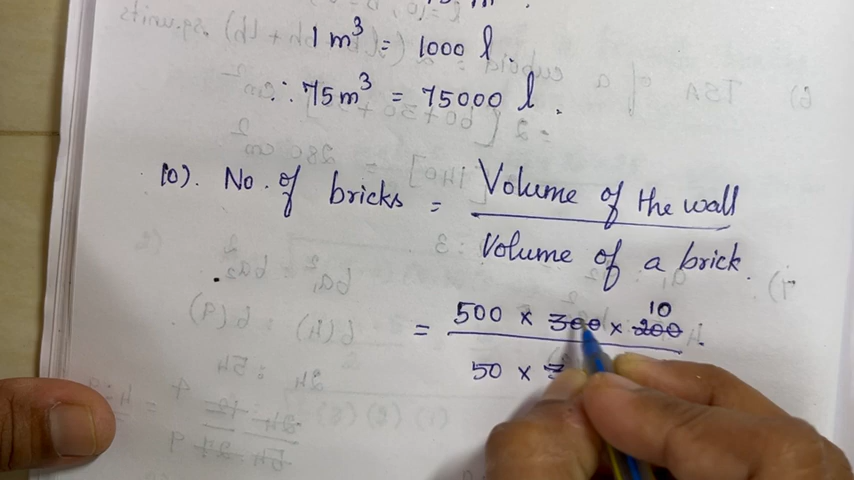 1 m³ = 1000 l.
∴ 75 m³ = 75000 l.
10). No. of bricks = Volume of the wall
Volume of a brick.
= 500 × 300 × 200 10
50 ×